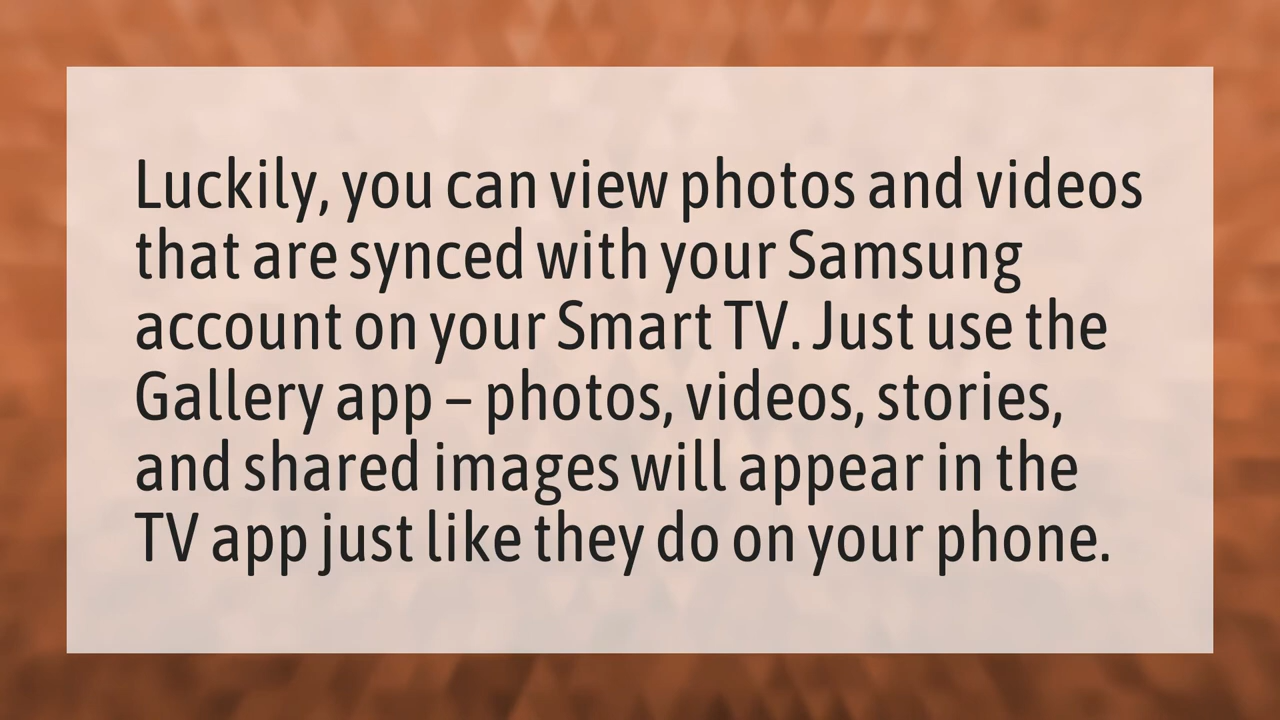 Luckily, you can view photos and videos
that are synced with your Samsung
account on your Smart TV. Just use the
Gallery app – photos, videos, stories,
and shared images will appear in the
TV app just like they do on your phone.